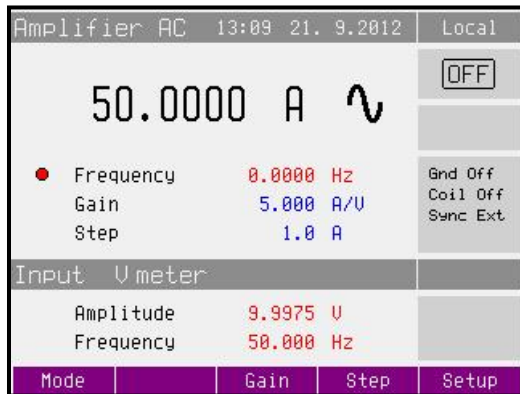 Amplifier AC 13:09 21. 9.2012 Local
OFF
50.0000 A
Frequency 0.0000 Hz
Gain 5.000 A/V
Step 1.0 A
Gnd Off
Coil Off
Sync Ext
Input Vmeter
Amplitude 9.9975 V
Frequency 50.000 Hz
Mode Gain Step Setup